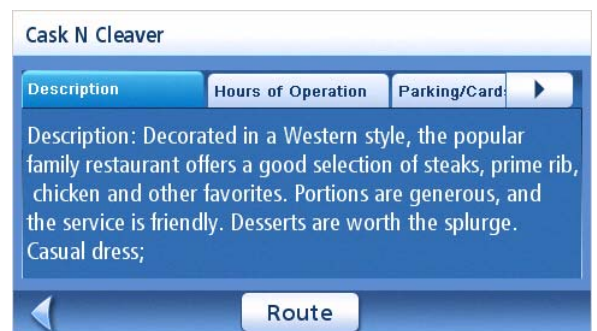 Cask N Cleaver
Description Hours of Operation Parking/Card
Description: Decorated in a Western style, the popular
family restaurant offers a good selection of steaks, prime rib,
chicken and other favorites. Portions are generous, and
the service is friendly. Desserts are worth the splurge.
Casual dress;
Route